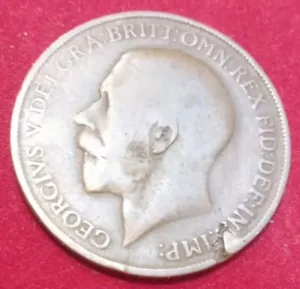 GEORGIVS V DEI GRA: BRITT: OMN: REX FID: DEF: IND: IMP: